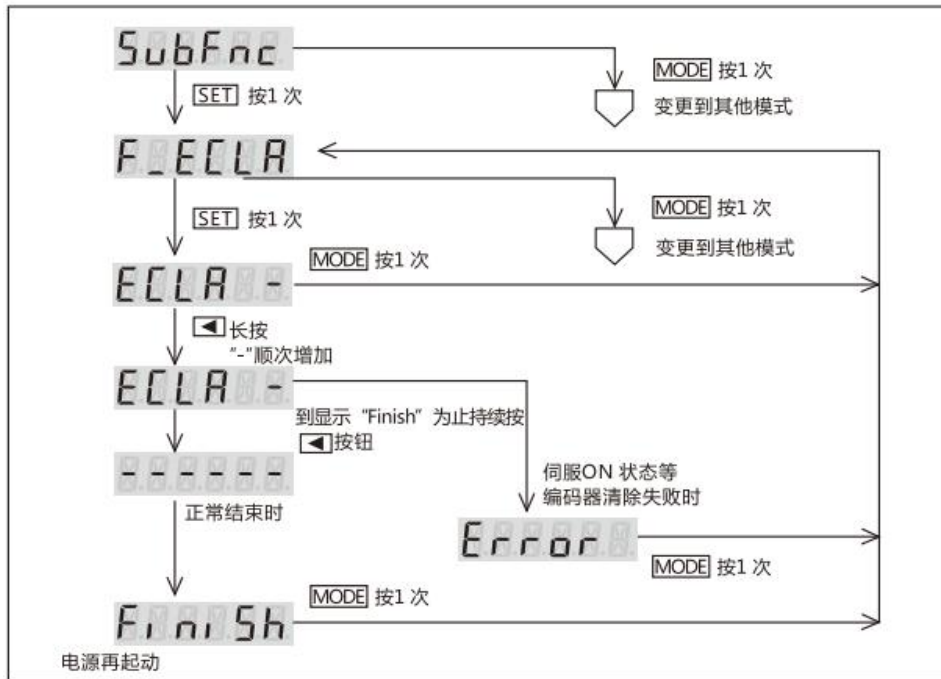 SubFnc
MODE 按1 次
SET 按1 次
变更到其他模式
F_ECLA
MODE 按1 次
SET 按1 次
变更到其他模式
MODE 按1 次
ECLA -
◀ 长按
"-"顺次增加
ECLA -
到显示 "Finish" 为止持续按
◀ 按钮
------
伺服ON 状态等
编码器清除失败时
正常结束时
Error
MODE 按1 次
MODE 按1 次
FiniSh
电源再起动